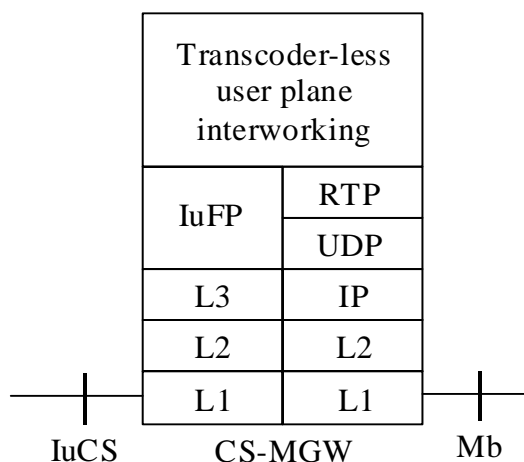 Transcoder-less
user plane
interworking
IuFP
RTP
UDP
L3
IP
L2
L2
L1
L1
IuCS
CS-MGW
Mb